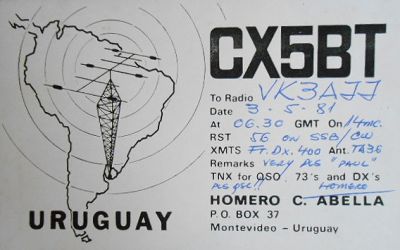 CX5BT
To Radio VK3AJJ
Date 3-5-81
At 06.30 GMT On 14mc.
RST 56 ON SSB/CW
XMTS FT.Dx.400 Ant. TA36
Remarks VERY PLS "PAUL"
TNX for QSO. 73's and DX's
PLS QSL!! HOMERO
HOMERO C. ABELLA
P.O. BOX 37
Montevideo - Uruguay
URUGUAY